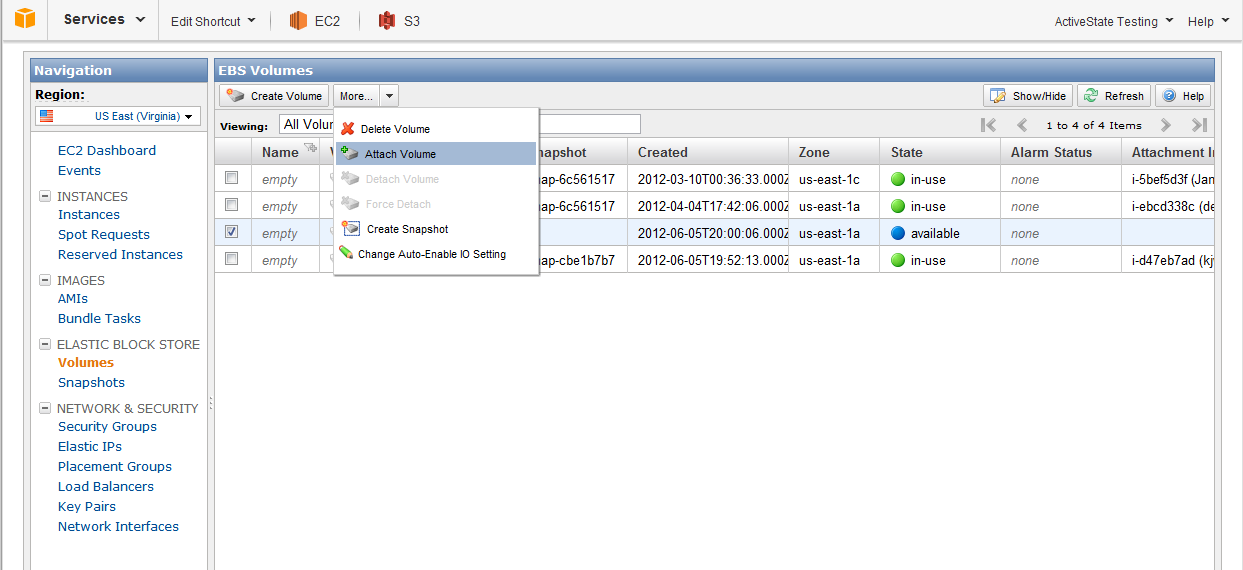 Services Edit Shortcut EC2 S3 ActiveState Testing Help
Navigation
Region:
US East (Virginia)
EC2 Dashboard
Events
INSTANCES
Instances
Spot Requests
Reserved Instances
IMAGES
AMIs
Bundle Tasks
ELASTIC BLOCK STORE
Volumes
Snapshots
NETWORK & SECURITY
Security Groups
Elastic IPs
Placement Groups
Load Balancers
Key Pairs
Network Interfaces
EBS Volumes
Create Volume More... Show/Hide Refresh Help
Viewing: All Volu 1 to 4 of 4 Items
Delete Volume
Attach Volume
Detach Volume
Force Detach
Create Snapshot
Change Auto-Enable IO Setting
Name napshot Created Zone State Alarm Status Attachment In
empty nap-6c561517 2012-03-10T00:36:33.000Z us-east-1c in-use none i-5bef5d3f (Jan
empty nap-6c561517 2012-04-04T17:42:06.000Z us-east-1a in-use none i-ebcd338c (de
empty 2012-06-05T20:00:06.000Z us-east-1a available none
empty nap-cbe1b7b7 2012-06-05T19:52:13.000Z us-east-1a in-use none i-d47eb7ad (kj